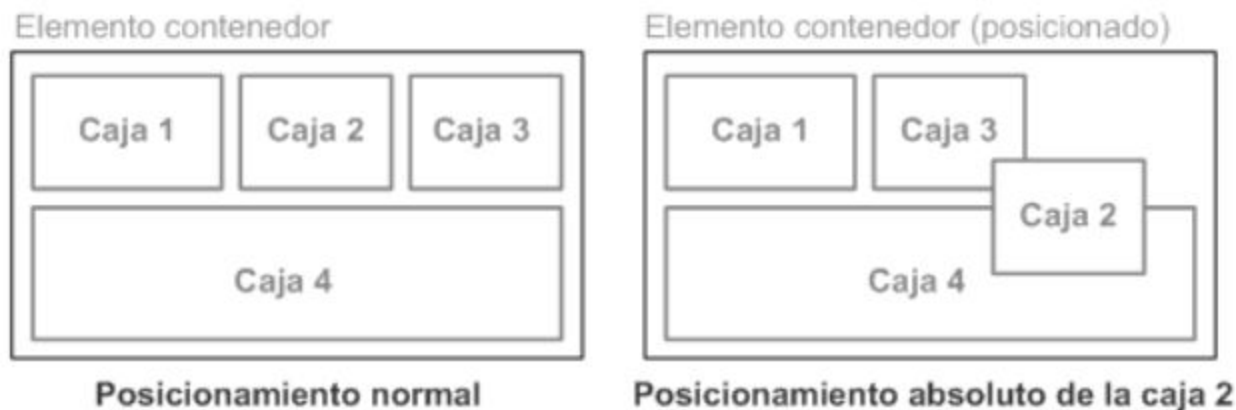 Elemento contenedor
Caja 1
Caja 2
Caja 3
Caja 4
Posicionamiento normal
Elemento contenedor (posicionado)
Caja 1
Caja 3
Caja 2
Caja 4
Posicionamiento absoluto de la caja 2